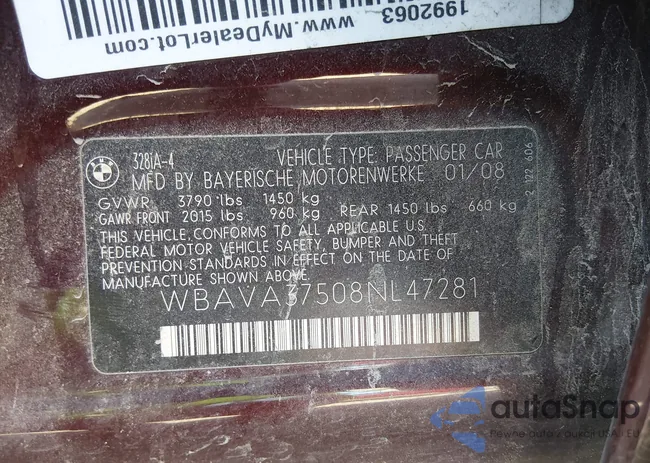 1992063
www.MyDealerLot.com
328iA-4
VEHICLE TYPE: PASSENGER CAR
MFD BY BAYERISCHE MOTORENWERKE 01/08
GVWR 3790 lbs 1450 kg
GAWR FRONT 2015 lbs 960 kg REAR 1450 lbs 660 kg
THIS VEHICLE CONFORMS TO ALL APPLICABLE U.S.
FEDERAL MOTOR VEHICLE SAFETY, BUMPER AND THEFT
PREVENTION STANDARDS IN EFFECT ON THE DATE OF
MANUFACTURE SHOWN ABOVE.
WBAVA37508NL47281
autoSnap
Pewne auto z aukcji